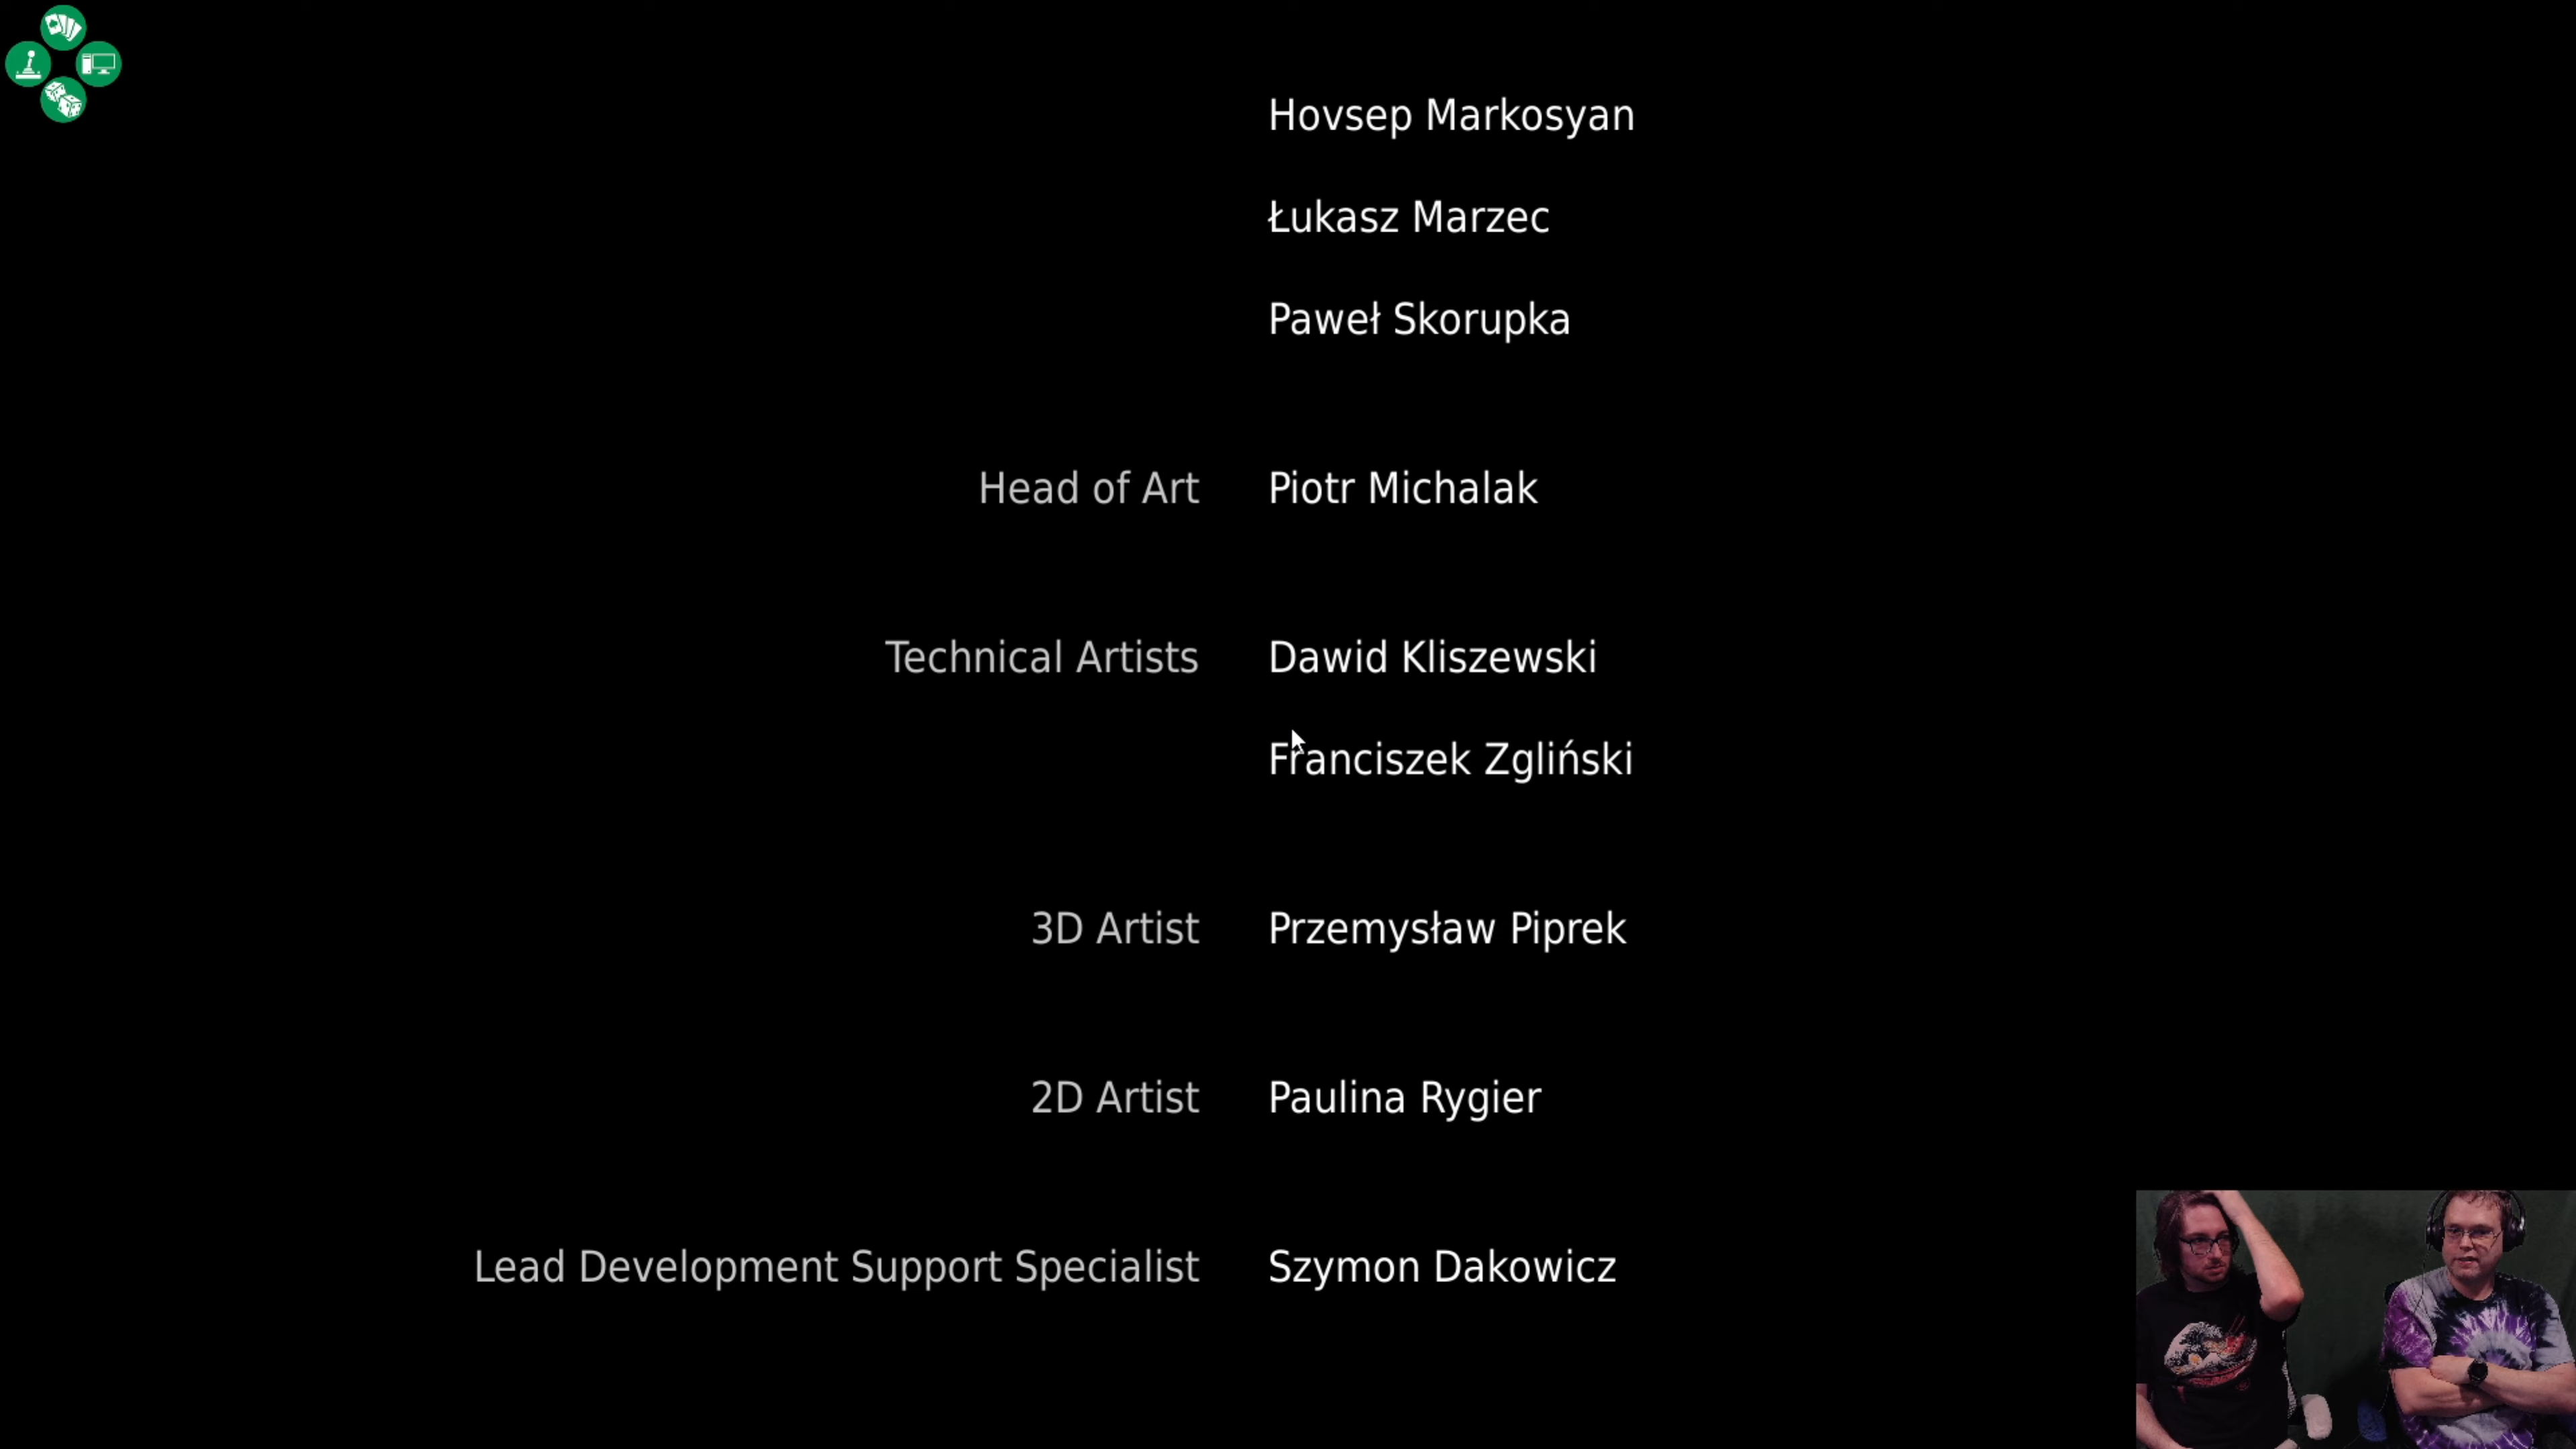 Hovsep Markosyan
Łukasz Marzec
Paweł Skorupka
Head of Art Piotr Michalak
Technical Artists Dawid Kliszewski
Franciszek Zgliński
3D Artist Przemysław Piprek
2D Artist Paulina Rygier
Lead Development Support Specialist Szymon Dakowicz